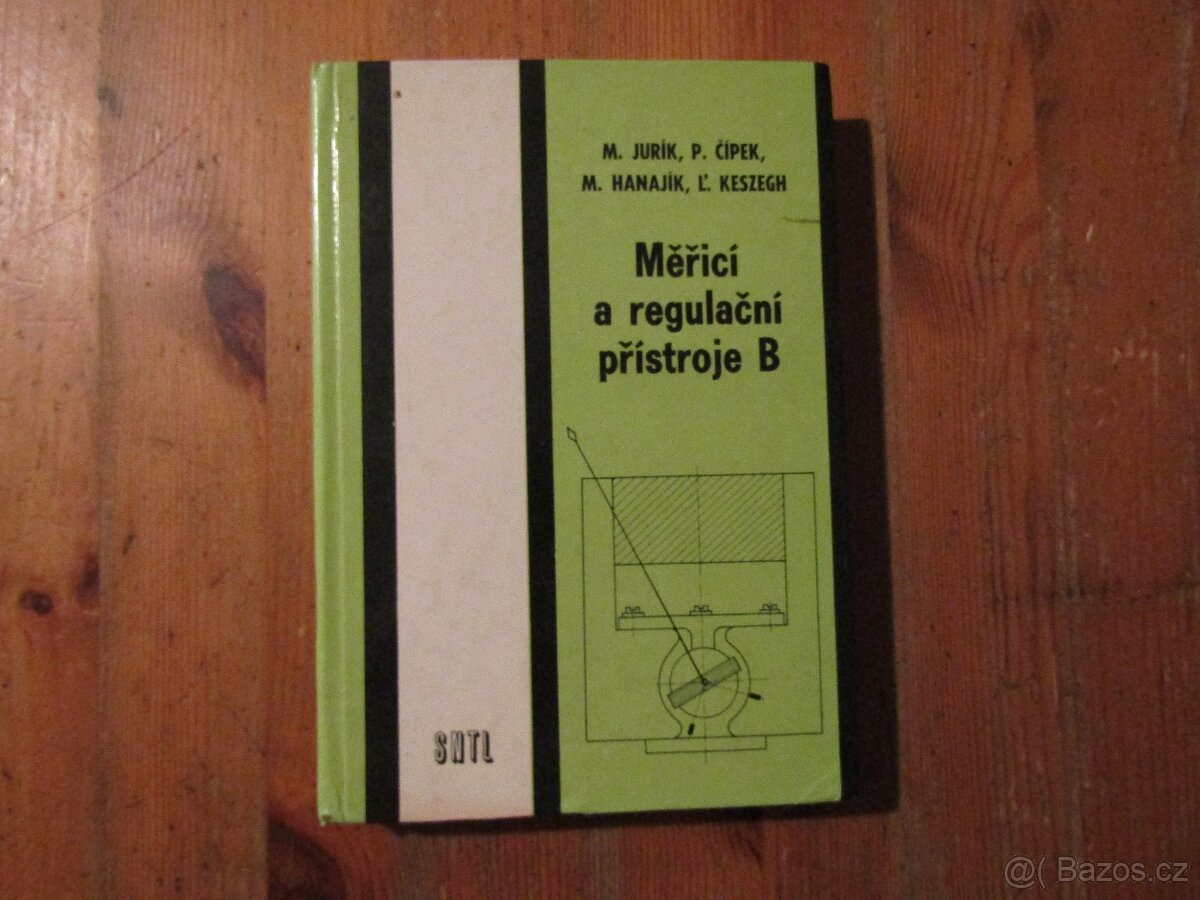 M. JURÍK, P. ČÍPEK,
M. HANAJÍK, Ľ. KESZEGH
Měřicí
a regulační
přístroje B
SNTL
Bazos.cz